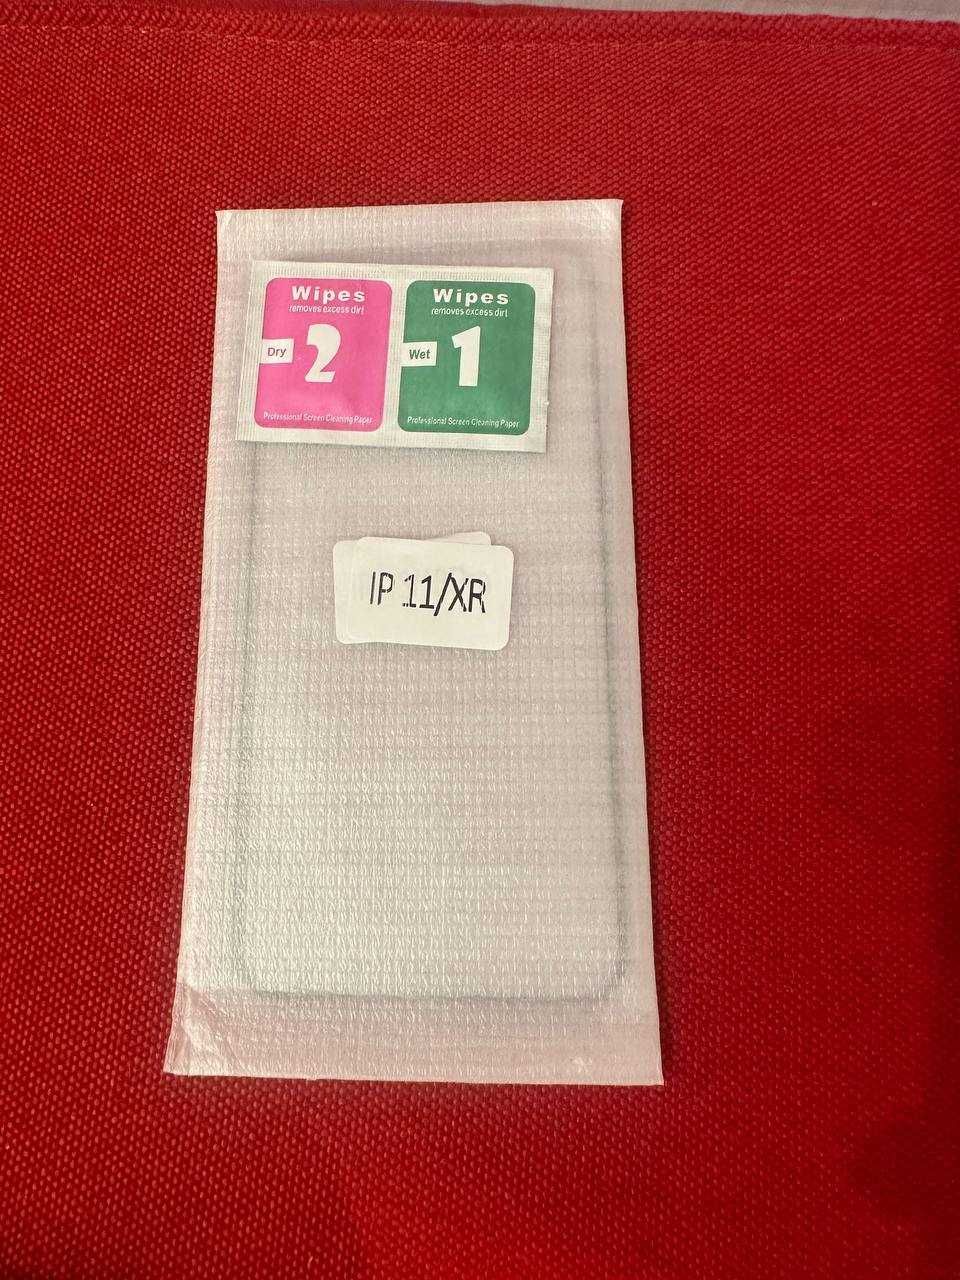 Wipes
removes excess dirt
Dry
2
Professional Screen Cleaning Paper
Wipes
removes excess dirt
Wet
1
Professional Screen Cleaning Paper
IP 11/XR